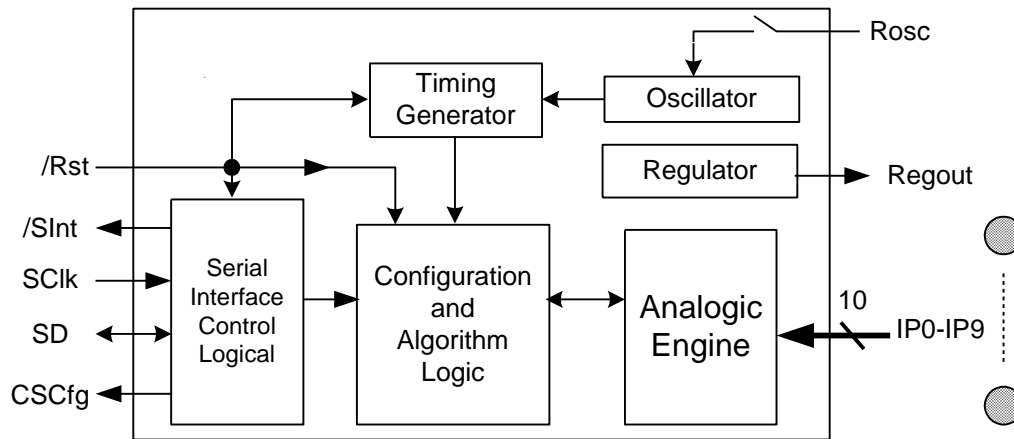 Rosc
Timing
Generator
Oscillator
/Rst
Regulator
Regout
/SInt
SClk
SD
CSCfg
Serial
Interface
Control
Logical
Configuration
and
Algorithm
Logic
Analogic
Engine
10
IP0-IP9